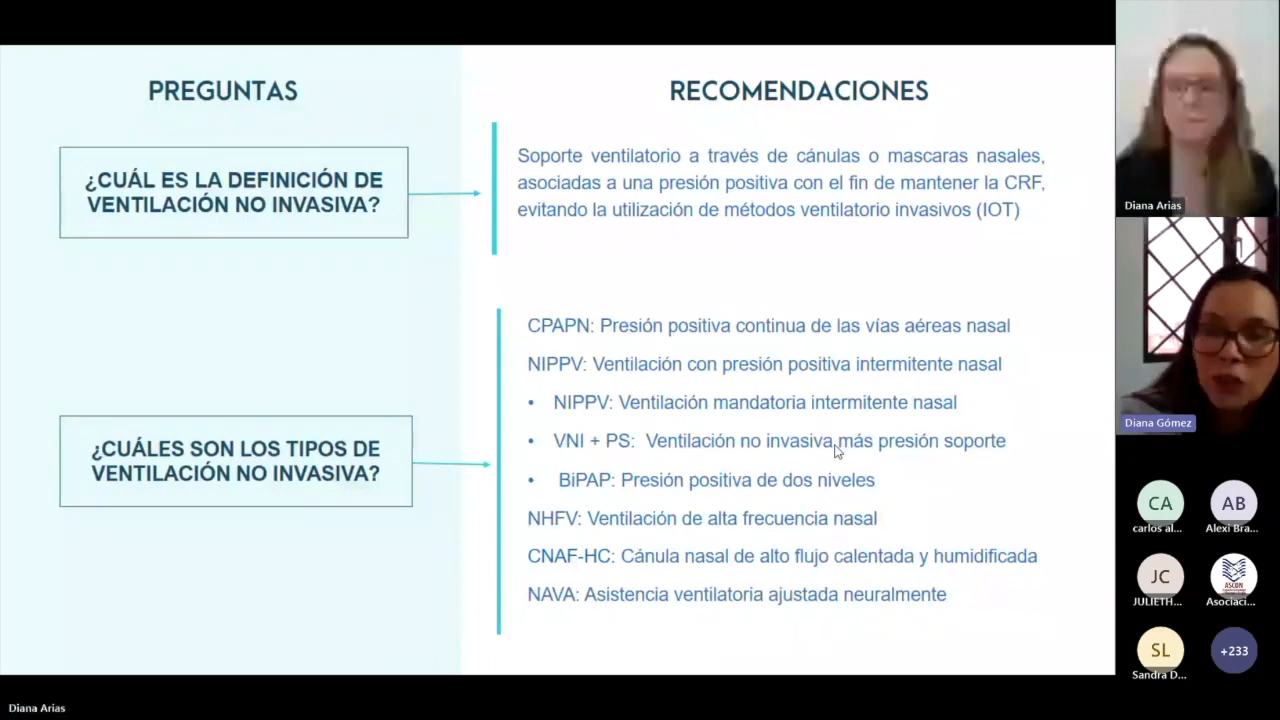 PREGUNTAS
RECOMENDACIONES
¿CUÁL ES LA DEFINICIÓN DE
VENTILACIÓN NO INVASIVA?
Soporte ventilatorio a través de cánulas o mascaras nasales,
asociadas a una presión positiva con el fin de mantener la CRF,
evitando la utilización de métodos ventilatorio invasivos (IOT)
¿CUÁLES SON LOS TIPOS DE
VENTILACIÓN NO INVASIVA?
CPAPN: Presión positiva continua de las vías aéreas nasal
NIPPV: Ventilación con presión positiva intermitente nasal
• NIPPV: Ventilación mandatoria intermitente nasal
• VNI + PS: Ventilación no invasiva más presión soporte
• BiPAP: Presión positiva de dos niveles
NHFV: Ventilación de alta frecuencia nasal
CNAF-HC: Cánula nasal de alto flujo calentada y humidificada
NAVA: Asistencia ventilatoria ajustada neuralmente
Diana Arias
Diana Gómez
CA
AB
carlos al...
Alexi Bra...
JC
ASCON
JULIETH...
Asociaci...
SL
+233
Sandra D...
Diana Arias